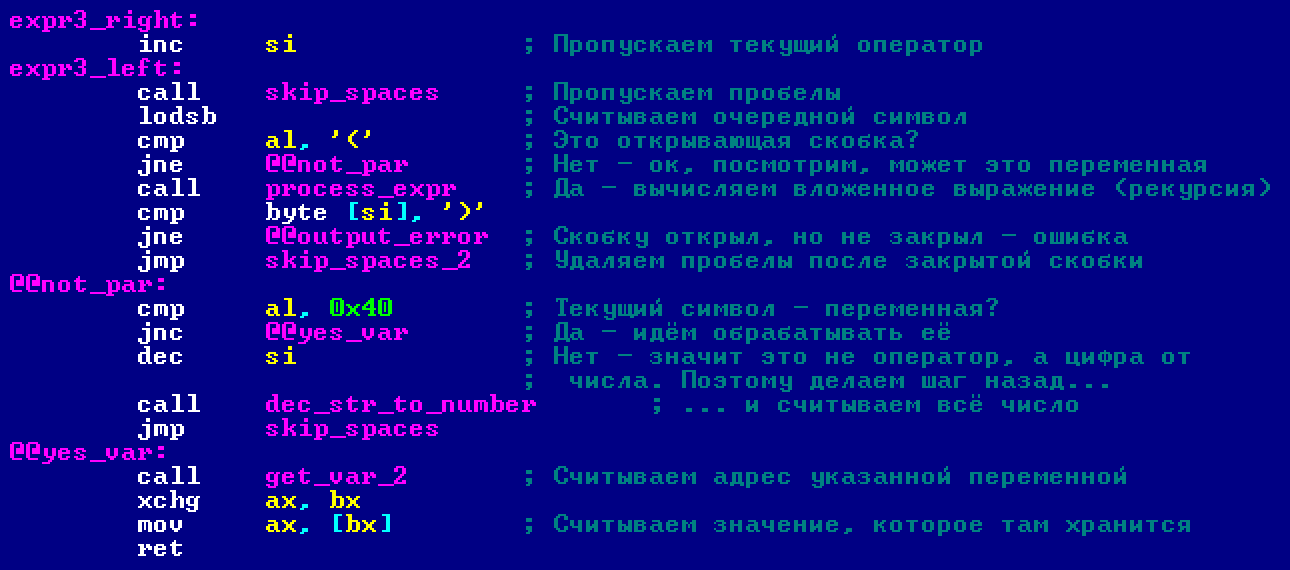 expr3_right:
inc si ; Пропускаем текущий оператор
expr3_left:
call skip_spaces ; Пропускаем пробелы
lodsb ; Считываем очередной символ
cmp al, '(' ; Это открывающая скобка?
jne @@not_par ; Нет – ок, посмотрим, может это переменная
call process_expr ; Да – вычисляем вложенное выражение (рекурсия)
cmp byte [si], ')'
jne @@output_error ; Скобку открыл, но не закрыл – ошибка
jmp skip_spaces_2 ; Удаляем пробелы после закрытой скобки
@@not_par:
cmp al, 0x40 ; Текущий символ – переменная?
jnc @@yes_var ; Да – идём обрабатывать её
dec si ; Нет – значит это не оператор, а цифра от
; числа. Поэтому делаем шаг назад...
call dec_str_to_number ; ... и считываем всё число
jmp skip_spaces
@@yes_var:
call get_var_2 ; Считываем адрес указанной переменной
xchg ax, bx
mov ax, [bx] ; Считываем значение, которое там хранится
ret